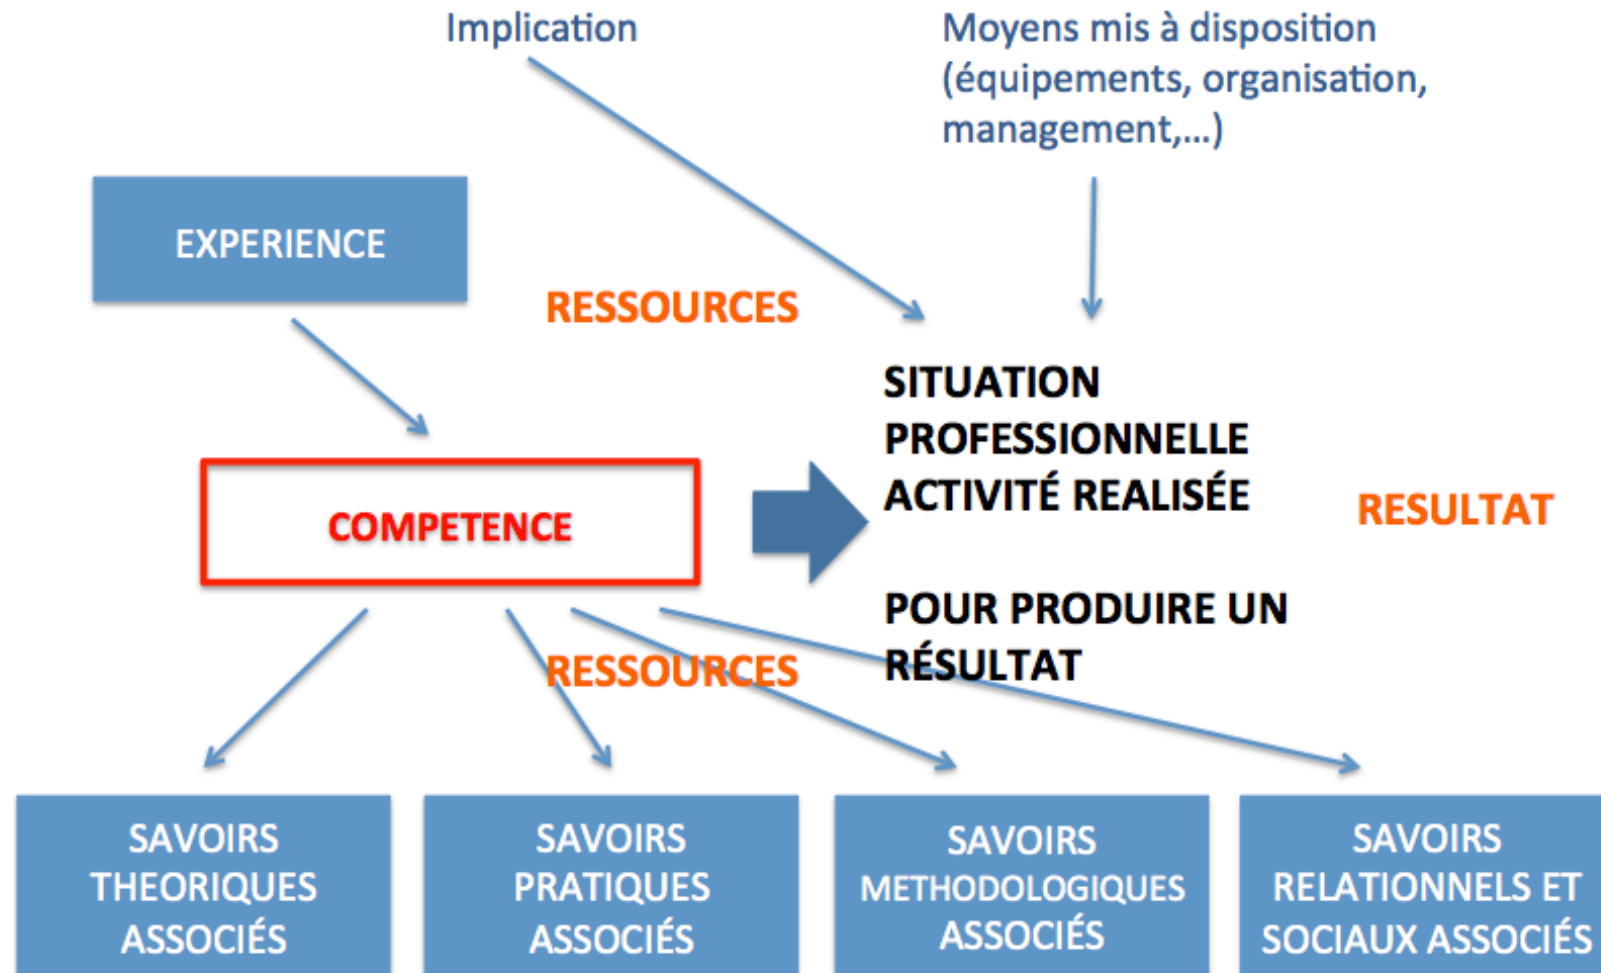 Implication
Moyens mis à disposition
(équipements, organisation,
management,...)
EXPERIENCE
RESSOURCES
SITUATION
PROFESSIONNELLE
ACTIVITÉ REALISÉE
RESULTAT
COMPETENCE
POUR PRODUIRE UN
RÉSULTAT
RESSOURCES
SAVOIRS
THEORIQUES
ASSOCIÉS
SAVOIRS
PRATIQUES
ASSOCIÉS
SAVOIRS
METHODOLOGIQUES
ASSOCIÉS
SAVOIRS
RELATIONNELS ET
SOCIAUX ASSOCIÉS